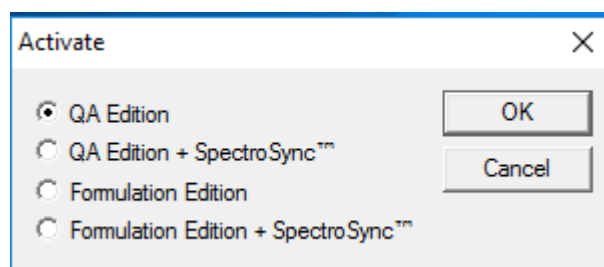 Activate
QA Edition
OK
QA Edition + SpectroSync™
Cancel
Formulation Edition
Formulation Edition + SpectroSync™